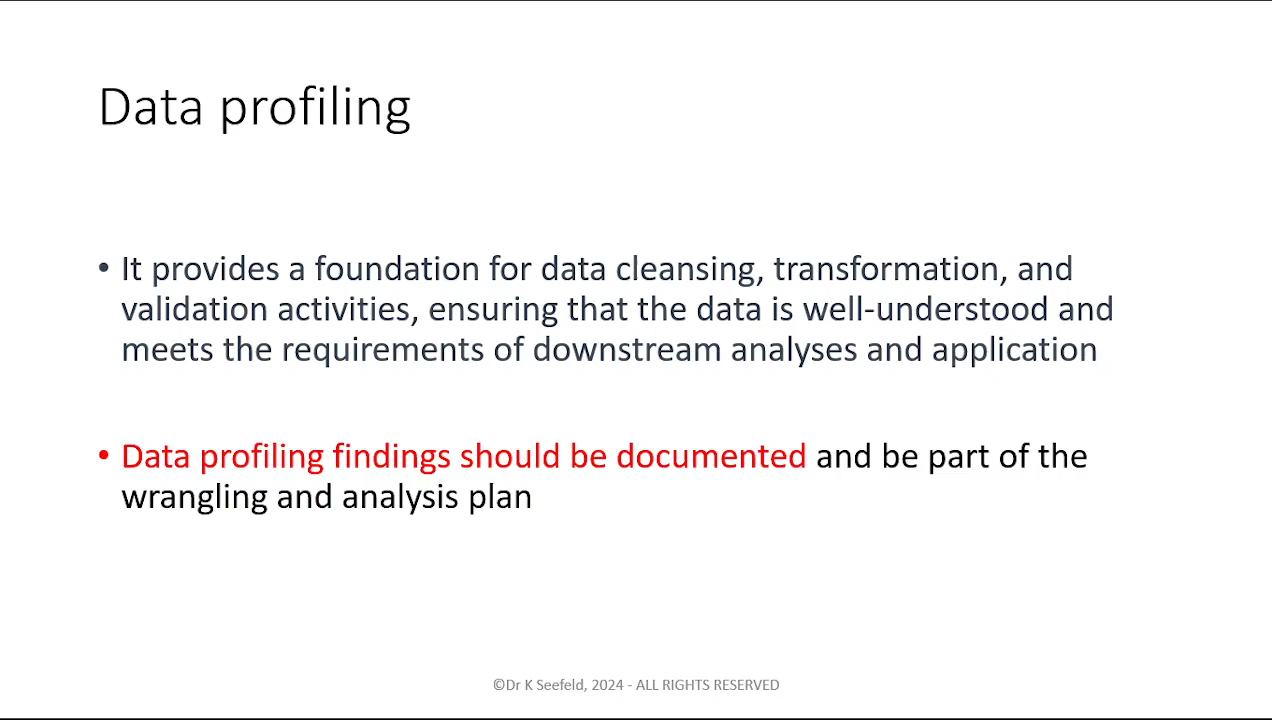 Data profiling
• It provides a foundation for data cleansing, transformation, and
validation activities, ensuring that the data is well-understood and
meets the requirements of downstream analyses and application
• Data profiling findings should be documented and be part of the
wrangling and analysis plan
©Dr K Seefeld, 2024 - ALL RIGHTS RESERVED